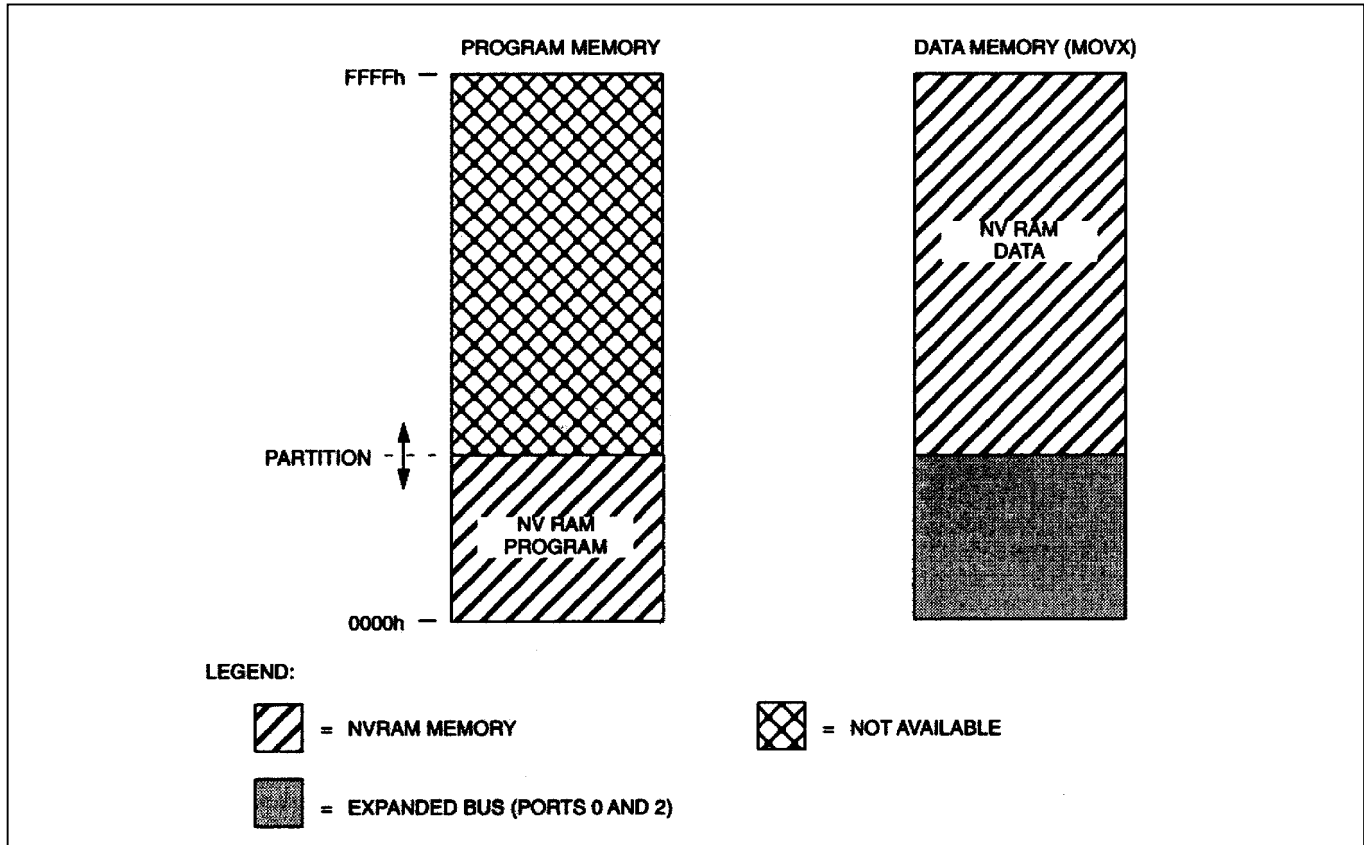 PROGRAM MEMORY
DATA MEMORY (MOVX)
FFFFh
NV RAM
DATA
PARTITION
NV RAM
PROGRAM
0000h
LEGEND:
= NVRAM MEMORY
= NOT AVAILABLE
= EXPANDED BUS (PORTS 0 AND 2)